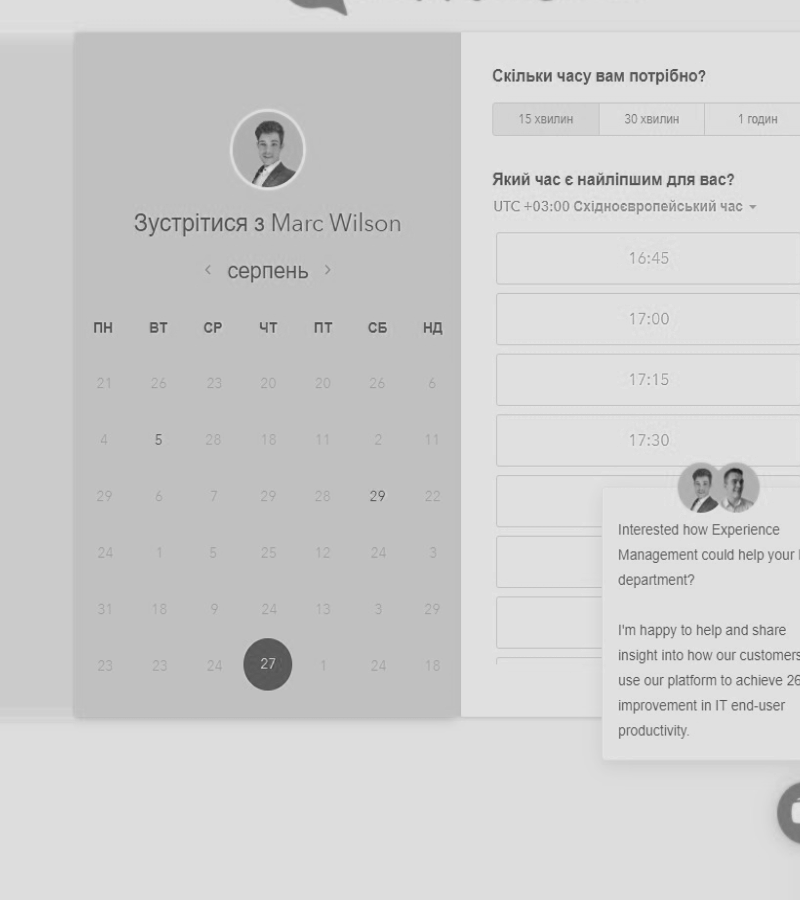 Зустрітися з Marc Wilson
серпень
ПН ВТ СР ЧТ ПТ СБ НД
21 26 23 20 20 26 6
4 5 28 18 11 2 11
29 6 7 29 28 29 22
24 1 5 25 12 24 3
31 18 9 24 13 3 29
23 23 24 27 1 24 18
Скільки часу вам потрібно?
15 хвилин 30 хвилин 1 годин
Який час є найліпшим для вас?
UTC +03:00 Східноєвропейський час
16:45
17:00
17:15
17:30
Interested how Experience
Management could help your
department?
I'm happy to help and share
insight into how our customers
use our platform to achieve 26
improvement in IT end-user
productivity.